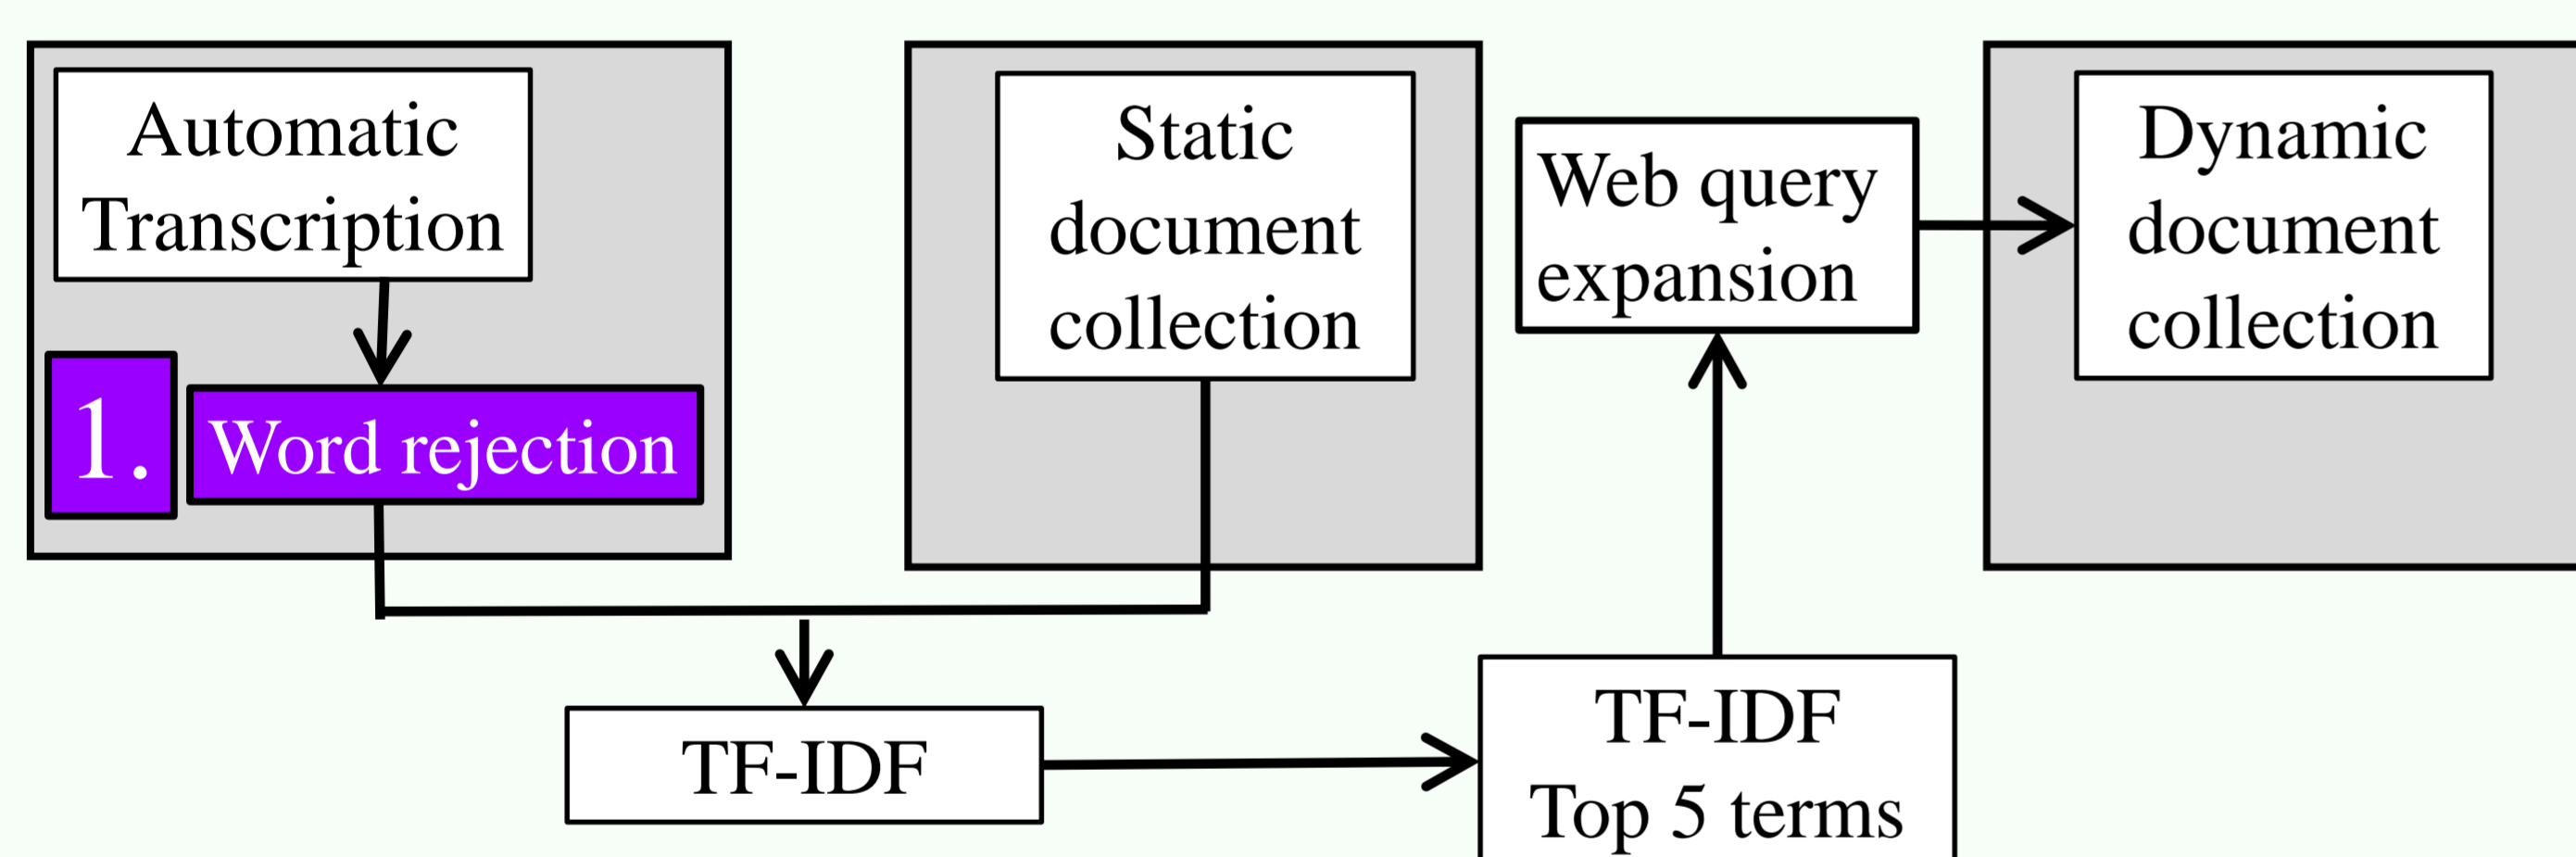 Automatic
Transcription
1.
Word rejection
Static
document
collection
Web query
expansion
Dynamic
document
collection
TF-IDF
TF-IDF
Top 5 terms